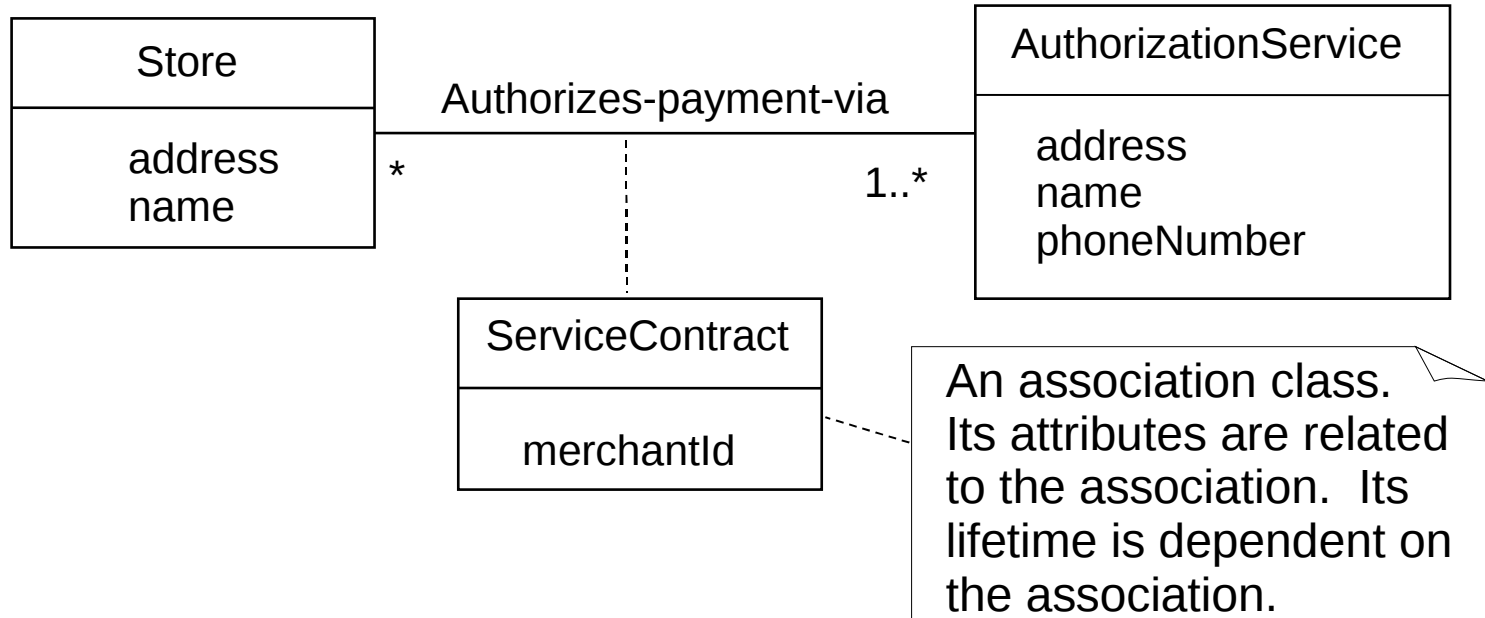 Store
address
name
Authorizes-payment-via
*
1..*
AuthorizationService
address
name
phoneNumber
ServiceContract
merchantId
An association class.
Its attributes are related
to the association.  Its
lifetime is dependent on
the association.